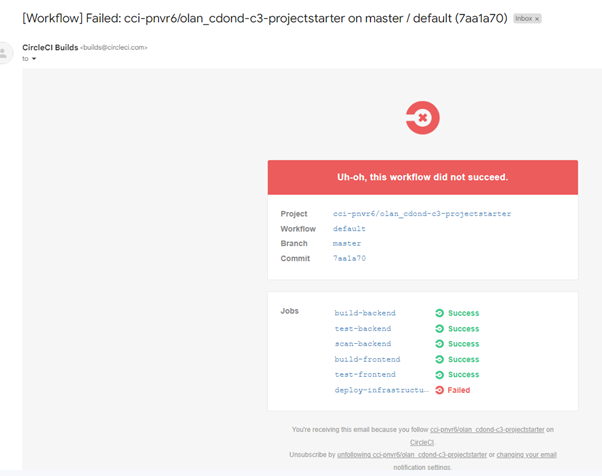 [Workflow] Failed: cci-pnvr6/olan_cdond-c3-projectstarter on master / default (7aa1a70) Inbox ×
CircleCI Builds <builds@circleci.com>
to
Uh-oh, this workflow did not succeed.
Project cci-pnvr6/olan_cdond-c3-projectstarter
Workflow default
Branch master
Commit 7aa1a70
Jobs build-backend Success
test-backend Success
scan-backend Success
build-frontend Success
test-frontend Success
deploy-infrastructu… Failed
You're receiving this email because you follow cci-pnvr6/olan_cdond-c3-projectstarter on
CircleCI.
Unsubscribe by unfollowing cci-pnvr6/olan_cdond-c3-projectstarter or changing your email
notification settings.